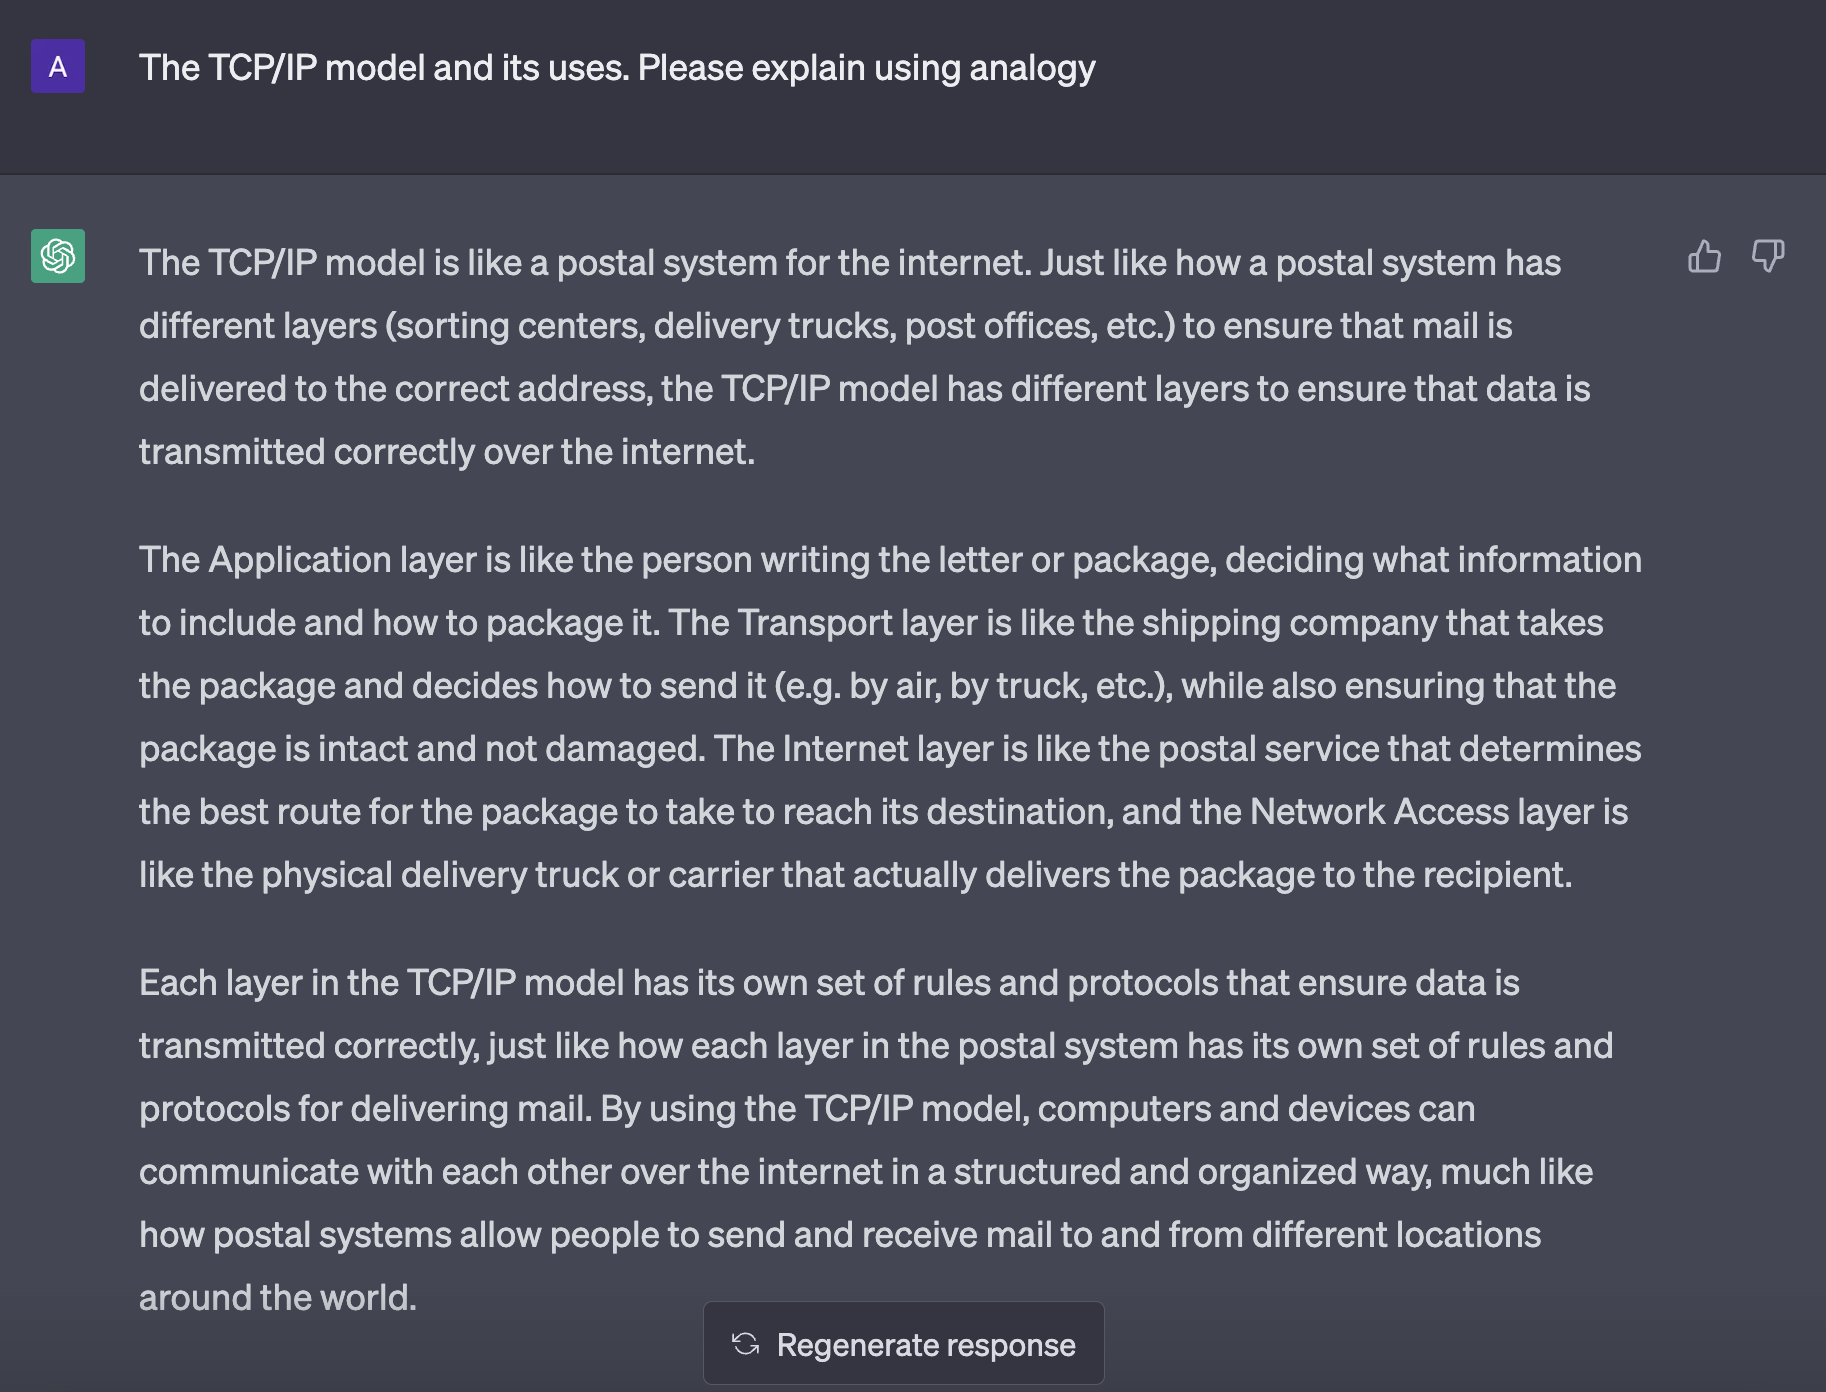 A
The TCP/IP model and its uses. Please explain using analogy
The TCP/IP model is like a postal system for the internet. Just like how a postal system has
different layers (sorting centers, delivery trucks, post offices, etc.) to ensure that mail is
delivered to the correct address, the TCP/IP model has different layers to ensure that data is
transmitted correctly over the internet.
The Application layer is like the person writing the letter or package, deciding what information
to include and how to package it. The Transport layer is like the shipping company that takes
the package and decides how to send it (e.g. by air, by truck, etc.), while also ensuring that the
package is intact and not damaged. The Internet layer is like the postal service that determines
the best route for the package to take to reach its destination, and the Network Access layer is
like the physical delivery truck or carrier that actually delivers the package to the recipient.
Each layer in the TCP/IP model has its own set of rules and protocols that ensure data is
transmitted correctly, just like how each layer in the postal system has its own set of rules and
protocols for delivering mail. By using the TCP/IP model, computers and devices can
communicate with each other over the internet in a structured and organized way, much like
how postal systems allow people to send and receive mail to and from different locations
around the world.
Regenerate response